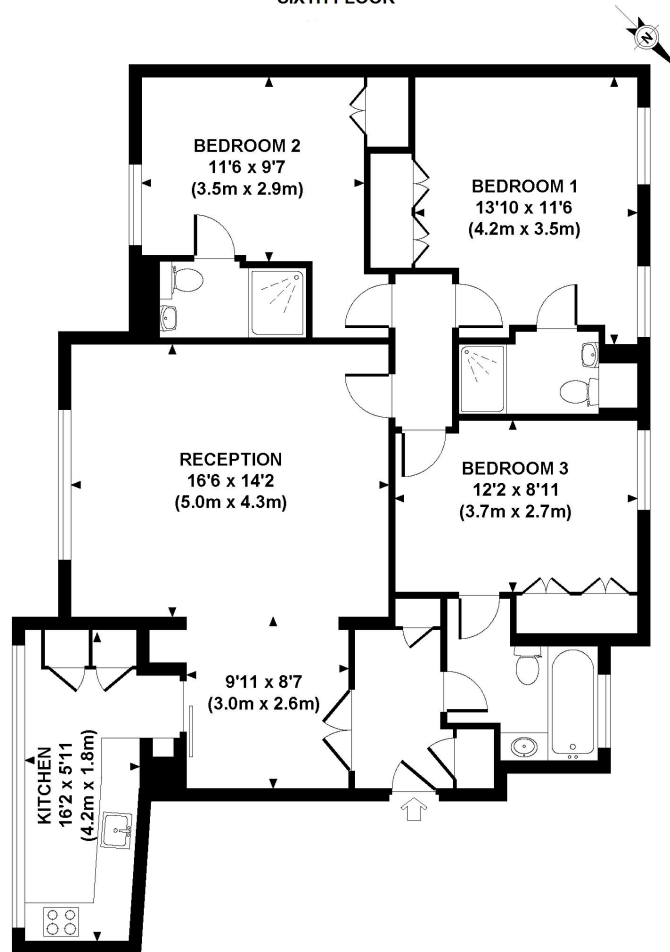 SIXTH FLOOR
N
BEDROOM 2
11'6 x 9'7
(3.5m x 2.9m)
BEDROOM 1
13'10 x 11'6
(4.2m x 3.5m)
RECEPTION
16'6 x 14'2
(5.0m x 4.3m)
BEDROOM 3
12'2 x 8'11
(3.7m x 2.7m)
9'11 x 8'7
(3.0m x 2.6m)
KITCHEN
16'2 x 5'11
(4.2m x 1.8m)